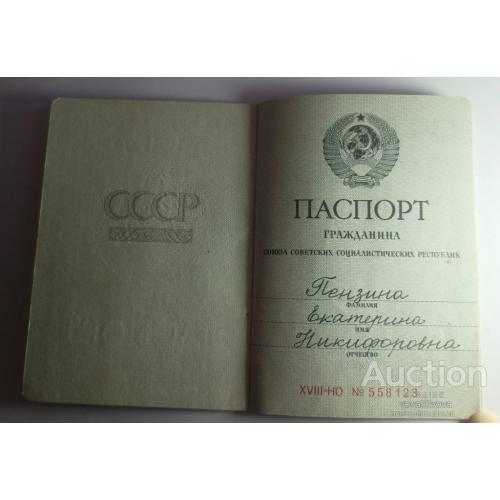 СССР
ПАСПОРТ
ГРАЖДАНИНА
СОЮЗА СОВЕТСКИХ СОЦИАЛИСТИЧЕСКИХ РЕСПУБЛИК
Пензина
ФАМИЛИЯ
Екатерина
ИМЯ
Никифоровна
ОТЧЕСТВО
XVIII-НО № 558123
Auction